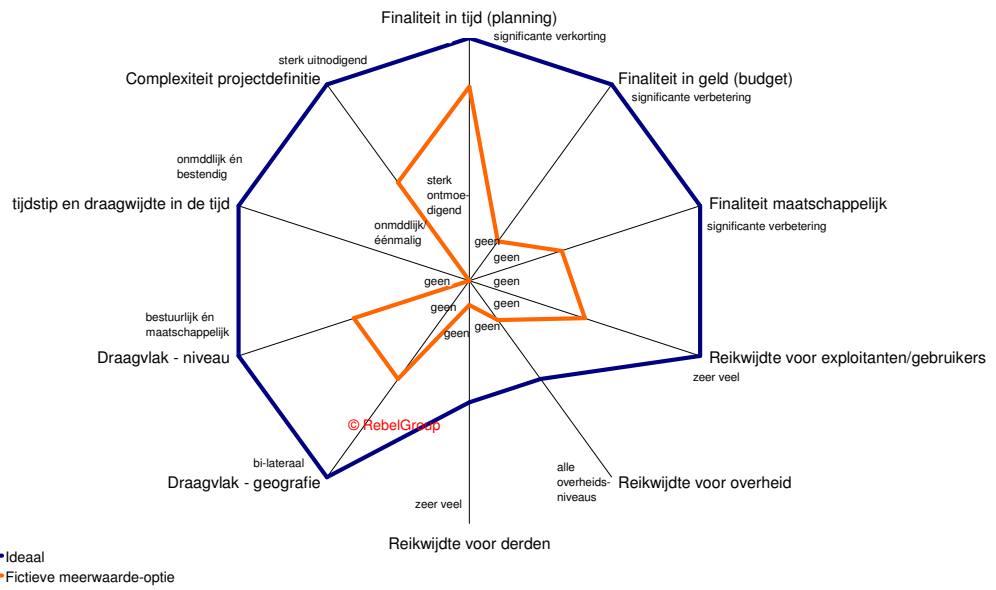 Finaliteit in tijd (planning)
significante verkorting
sterk uitnodigend
Complexiteit projectdefinitie
Finaliteit in geld (budget)
significante verbetering
onmddlijk én
bestendig
tijdstip en draagwijdte in de tijd
sterk
ontmoe-
digend
onmddlijk/
éénmalig
Finaliteit maatschappelijk
significante verbetering
geen
geen
geen
geen
geen
geen
geen
geen
bestuurlijk én
maatschappelijk
Draagvlak - niveau
Reikwijdte voor exploitanten/gebruikers
zeer veel
© RebelGroup
bi-lateraal
Draagvlak - geografie
alle
overheids-
niveaus
Reikwijdte voor overheid
zeer veel
Reikwijdte voor derden
Ideaal
Fictieve meerwaarde-optie